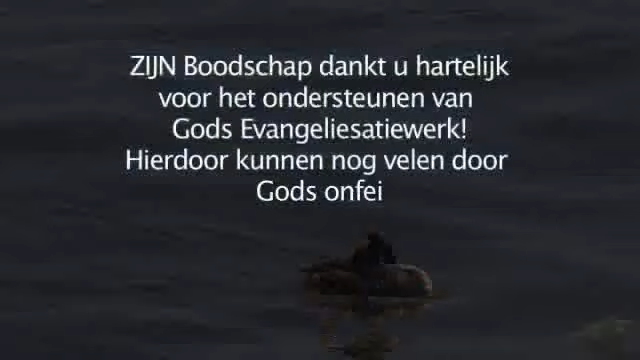 ZIJN Boodschap dankt u hartelijk
voor het ondersteunen van
Gods Evangeliesatiewerk!
Hierdoor kunnen nog velen door
Gods onfei